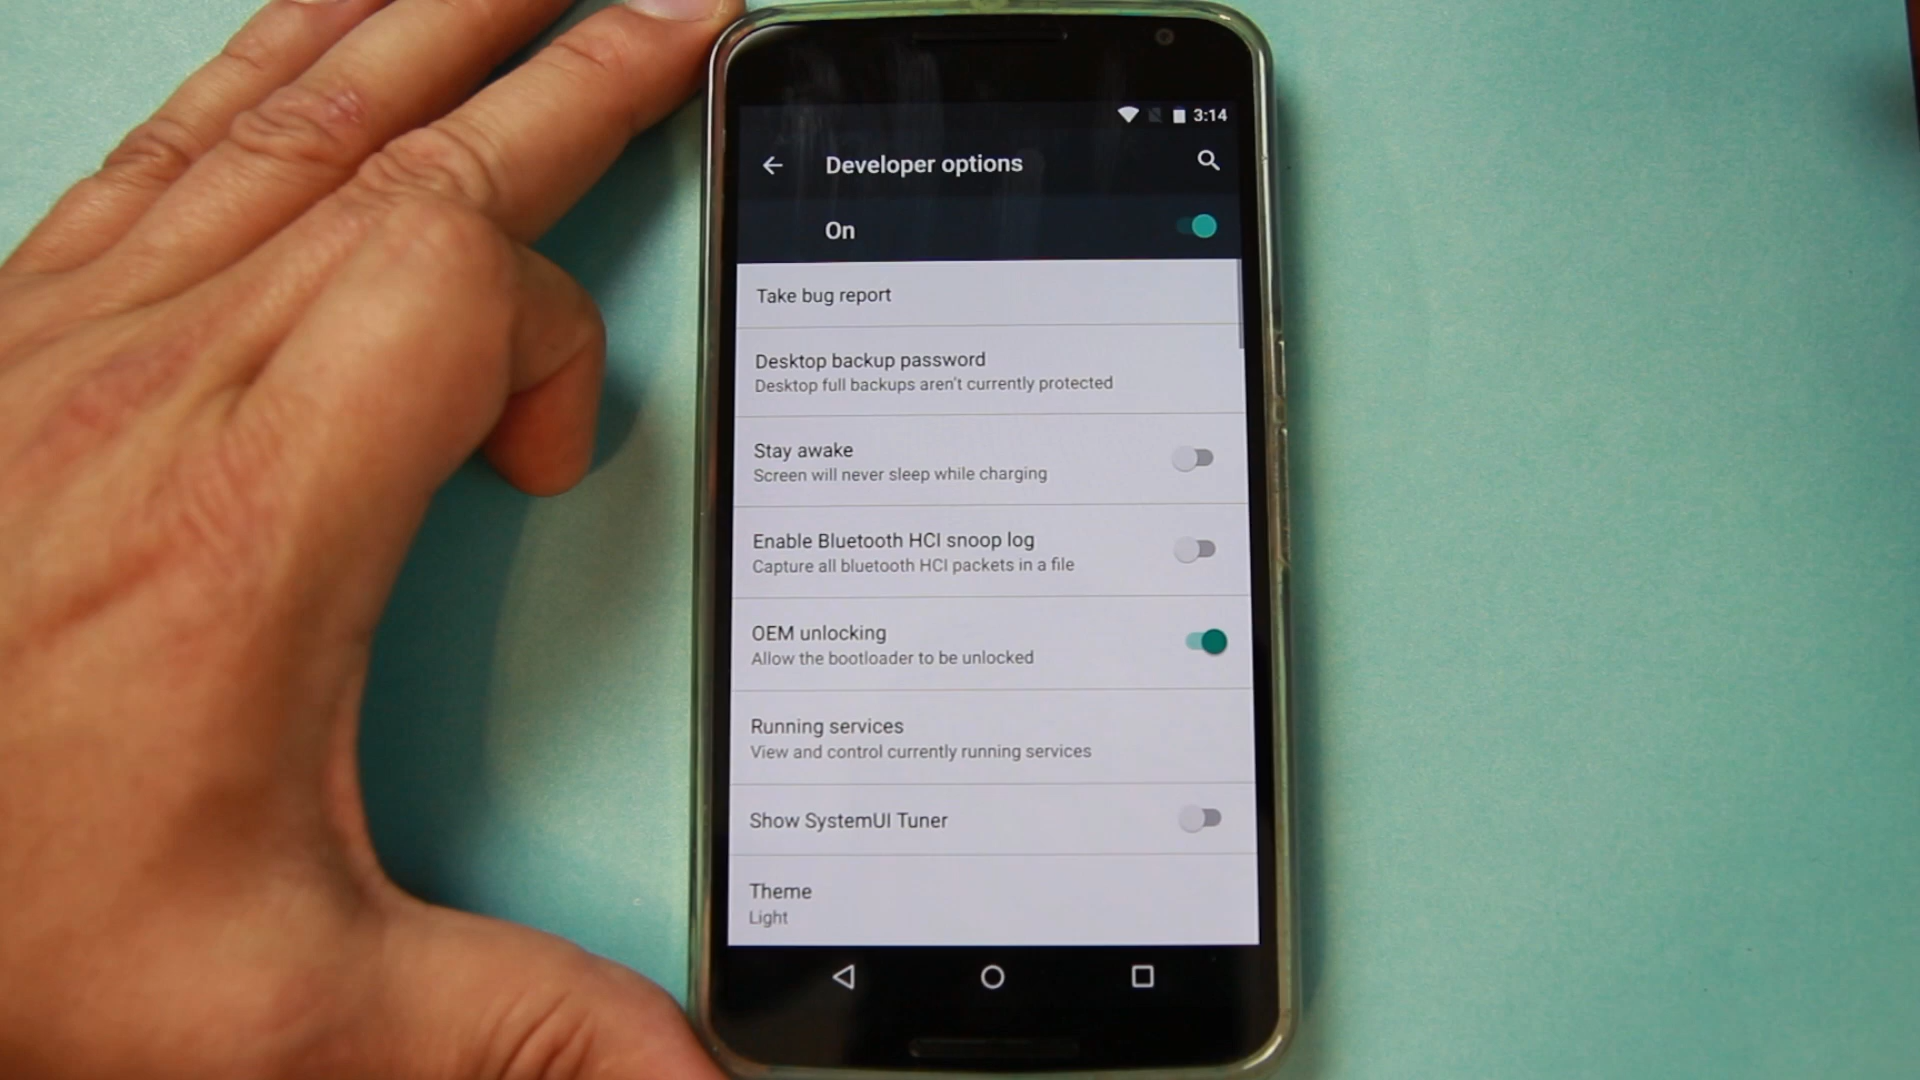 3:14
Developer options
On
Take bug report
Desktop backup password
Desktop full backups aren't currently protected
Stay awake
Screen will never sleep while charging
Enable Bluetooth HCI snoop log
Capture all bluetooth HCI packets in a file
OEM unlocking
Allow the bootloader to be unlocked
Running services
View and control currently running services
Show SystemUI Tuner
Theme
Light